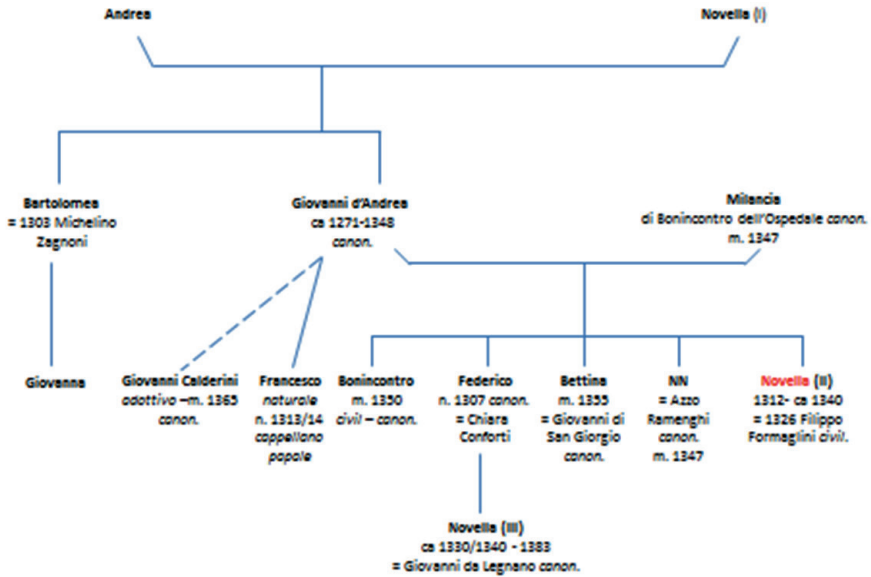 Andrea
Novella (I)
Bartolomea
= 1303 Michelino
Zagnoni
Giovanni d'Andrea
ca 1271-1348
canon.
Milancia
di Bonincontro dell'Ospedale canon.
m. 1347
Giovanna
Giovanni Calderini
adottivo –m. 1365
canon.
Francesco
naturale
n. 1313/14
cappellano
papale
Bonincontro
m. 1350
civil – canon.
Federico
n. 1307 canon.
= Chiara
Conforti
Bettina
m. 1355
= Giovanni di
San Giorgio
canon.
NN
= Azzo
Ramenghi
canon.
m. 1347
Novella (II)
1312- ca 1340
= 1326 Filippo
Formaglini civil.
Novella (III)
ca 1330/1340 - 1383
= Giovanni da Legnano canon.